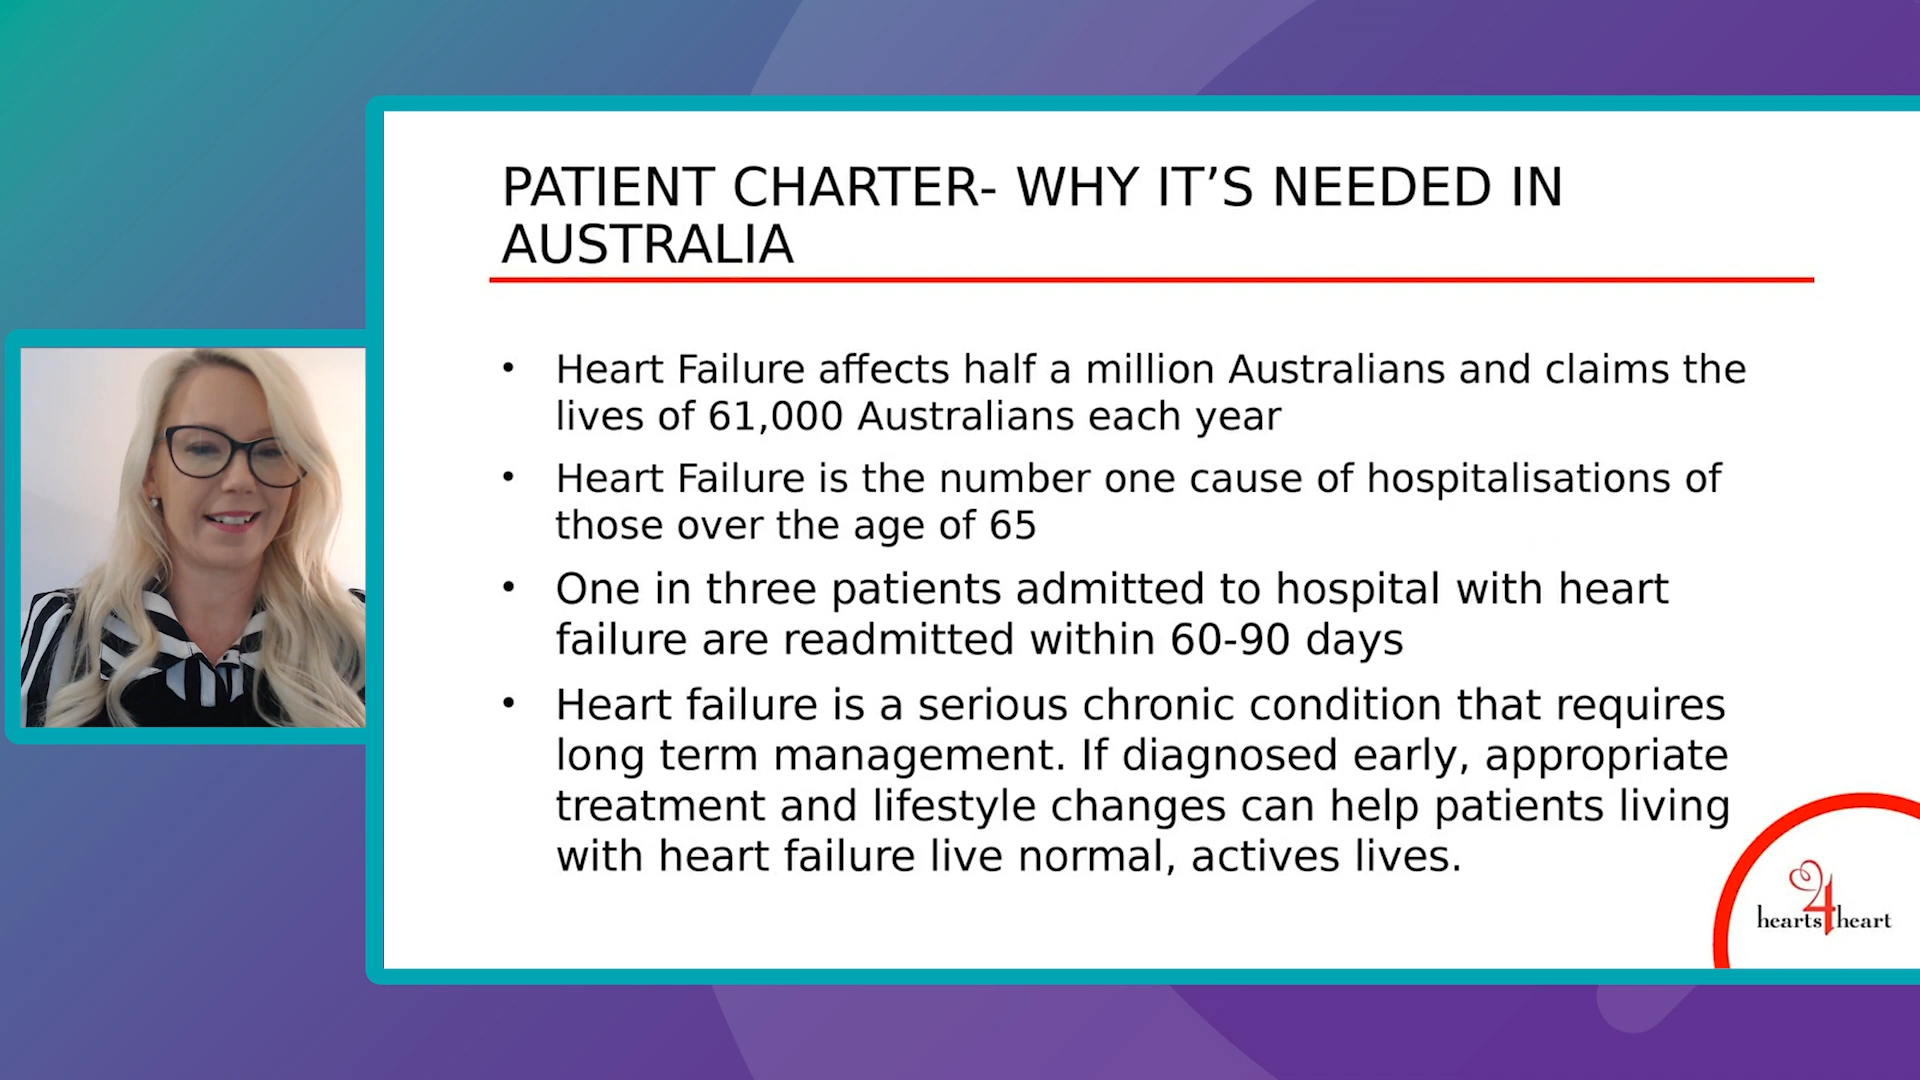 PATIENT CHARTER- WHY IT’S NEEDED IN
AUSTRALIA
• Heart Failure affects half a million Australians and claims the
lives of 61,000 Australians each year
• Heart Failure is the number one cause of hospitalisations of
those over the age of 65
• One in three patients admitted to hospital with heart
failure are readmitted within 60-90 days
• Heart failure is a serious chronic condition that requires
long term management. If diagnosed early, appropriate
treatment and lifestyle changes can help patients living
with heart failure live normal, actives lives.
hearts4heart